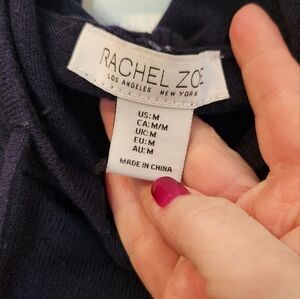 RACHEL ZOE
LOS ANGELES NEW YORK
US: M
CA: M/M
UK: M
EU: M
AU: M
MADE IN CHINA